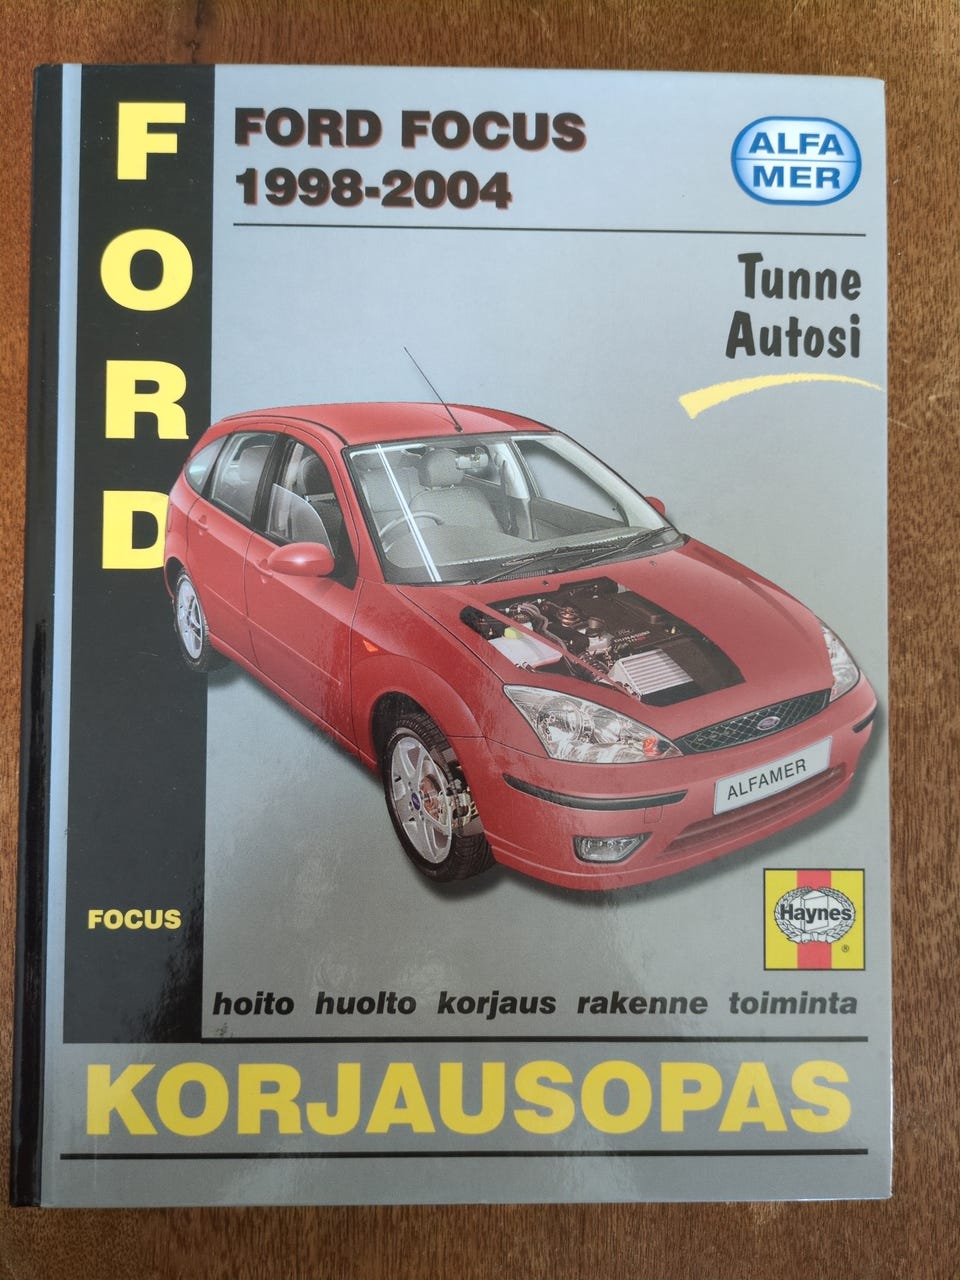 FORD
FORD FOCUS
1998-2004
ALFA
MER
Tunne
Autosi
ALFAMER
Haynes
®
FOCUS
hoito huolto korjaus rakenne toiminta
KORJAUSOPAS